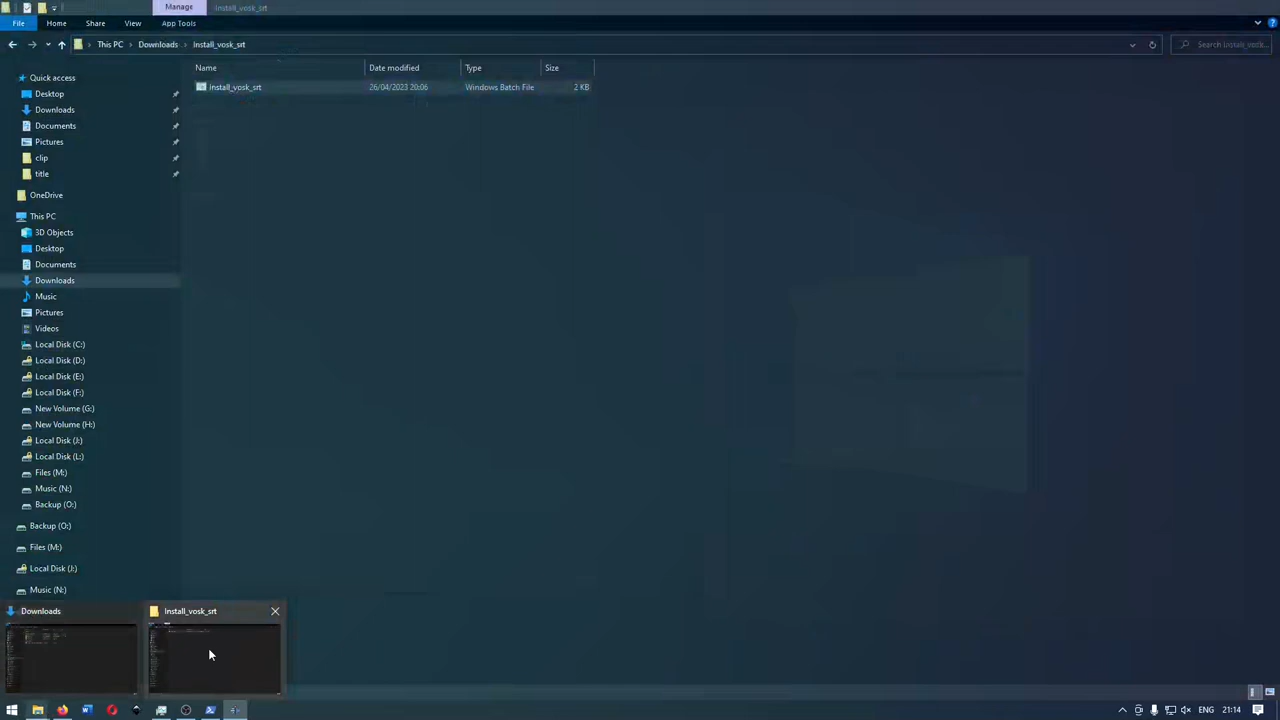 Manage
Install_vosk_srt
File
Home
Share
View
App Tools
This PC
Downloads
Install_vosk_srt
Name
Date modified
Type
Size
install_vosk_srt
26/04/2023 20:06
Windows Batch File
2 KB
Quick access
Desktop
Downloads
Documents
Pictures
clip
title
OneDrive
This PC
3D Objects
Desktop
Documents
Downloads
Music
Pictures
Videos
Local Disk (C:)
Local Disk (D:)
Local Disk (E:)
Local Disk (F:)
New Volume (G:)
New Volume (H:)
Local Disk (J:)
Local Disk (L:)
Files (M:)
Music (N:)
Backup (O:)
Backup (O:)
Files (M:)
Local Disk (J:)
Music (N:)
Downloads
Install_vosk_srt
ENG
21:14